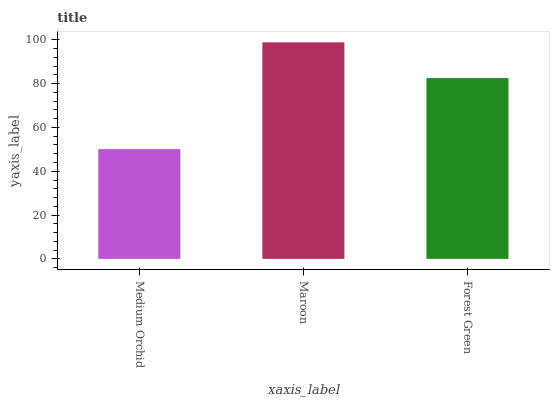 title
100
80
60
40
20
0
yaxis_label
Medium Orchid
Maroon
Forest Green
xaxis_label